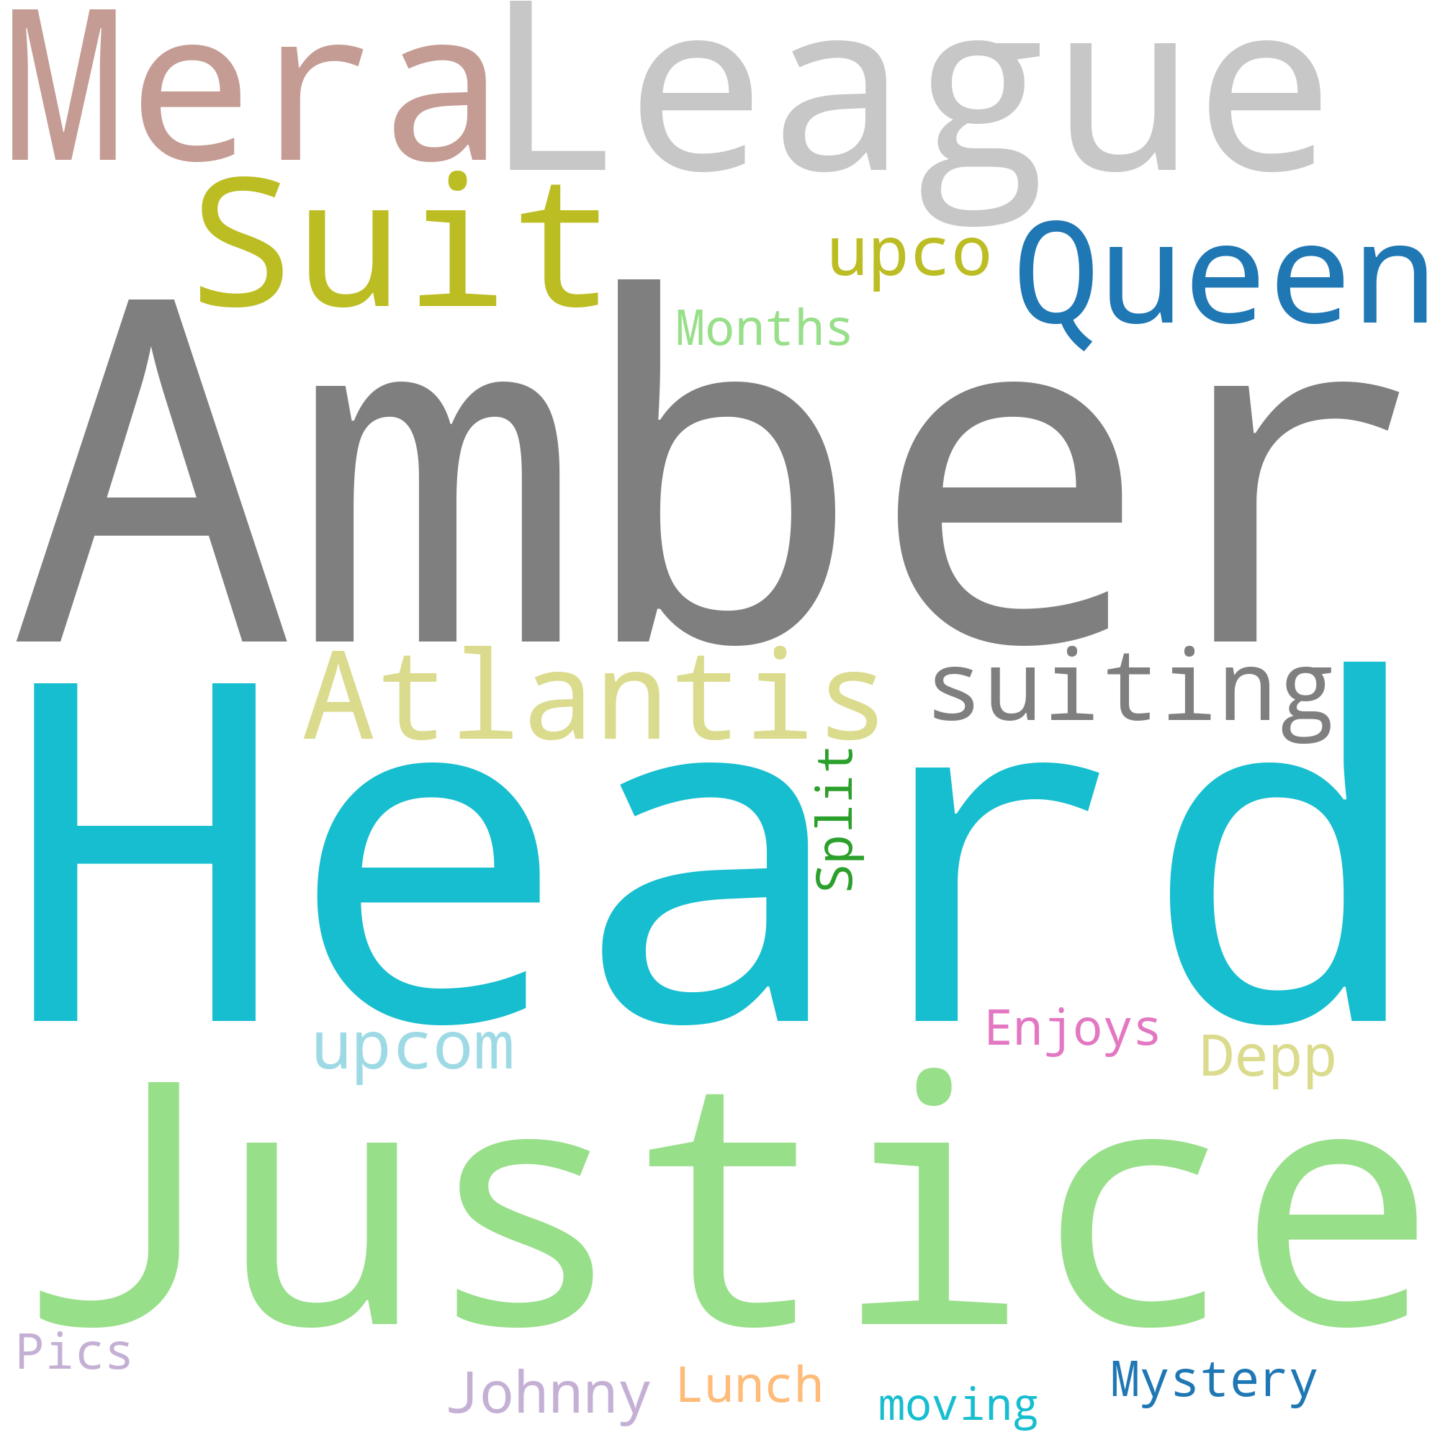 Mera League
Suit
upco Queen
Months
Amber
Atlantis suiting
Split
Heard
upcom Enjoys Depp
Justice
Pics
Johnny Lunch moving Mystery